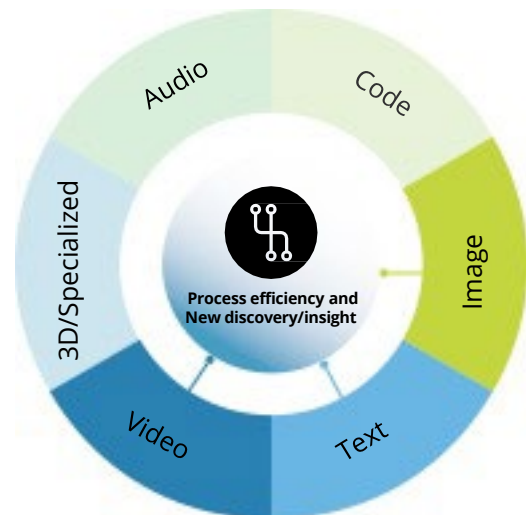 Audio
Code
3D/Specialized
Image
Process efficiency and
New discovery/insight
Video
Text